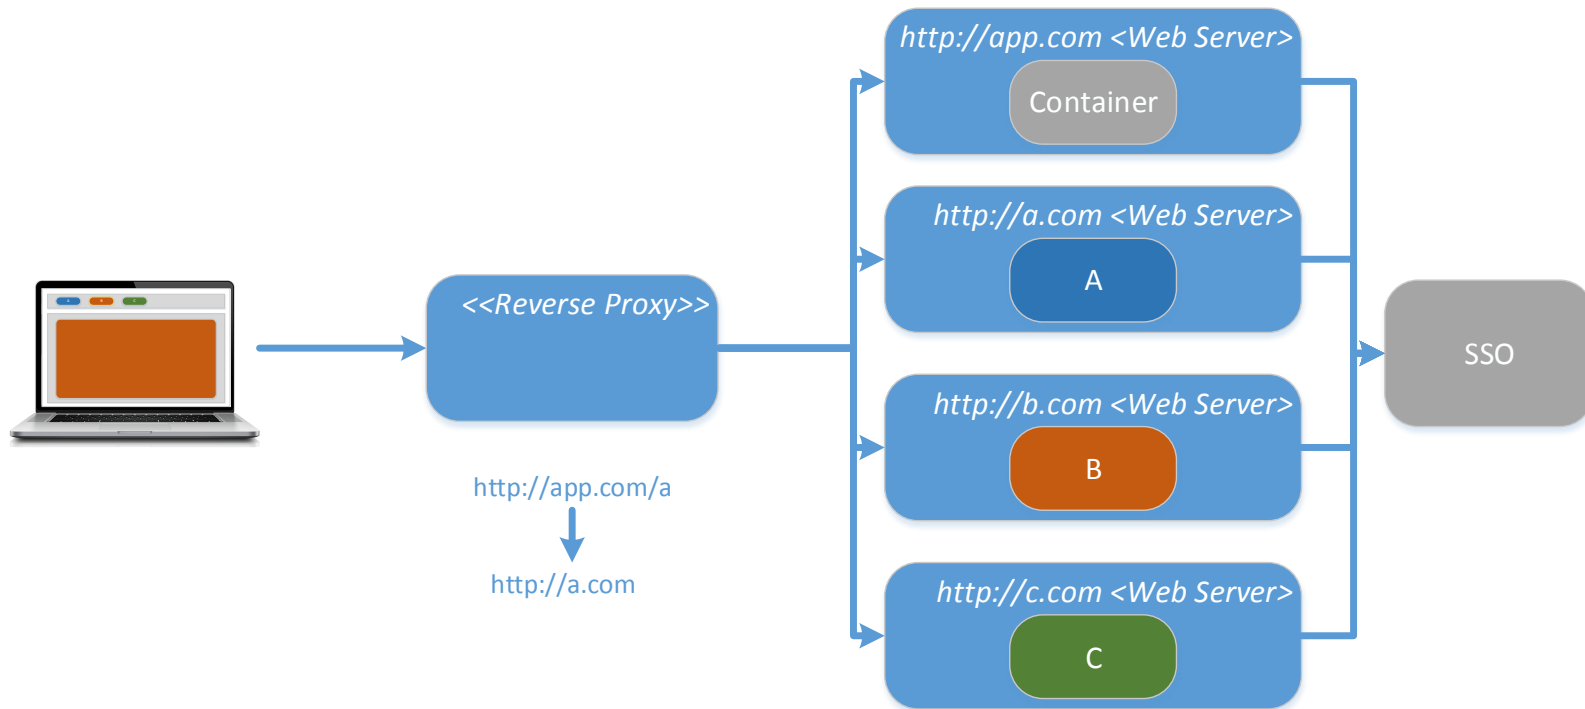 http://app.com <Web Server>
Container
http://a.com <Web Server>
A
A B C
<<Reverse Proxy>>
SSO
http://b.com <Web Server>
B
http://app.com/a
http://a.com
http://c.com <Web Server>
C